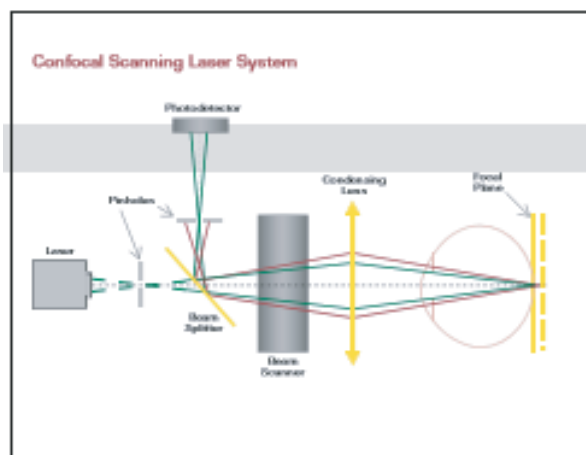 Confocal Scanning Laser System
Photodetector
Condensing
Lens
Focal
Plane
Pinholes
Laser
Beam
Splitter
Beam
Scanner